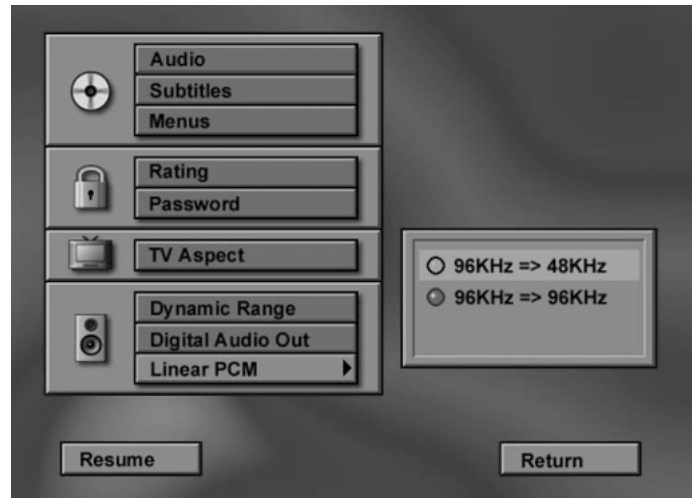 Audio
Subtitles
Menus
Rating
Password
TV Aspect
Dynamic Range
Digital Audio Out
Linear PCM
96KHz => 48KHz
96KHz => 96KHz
Resume
Return